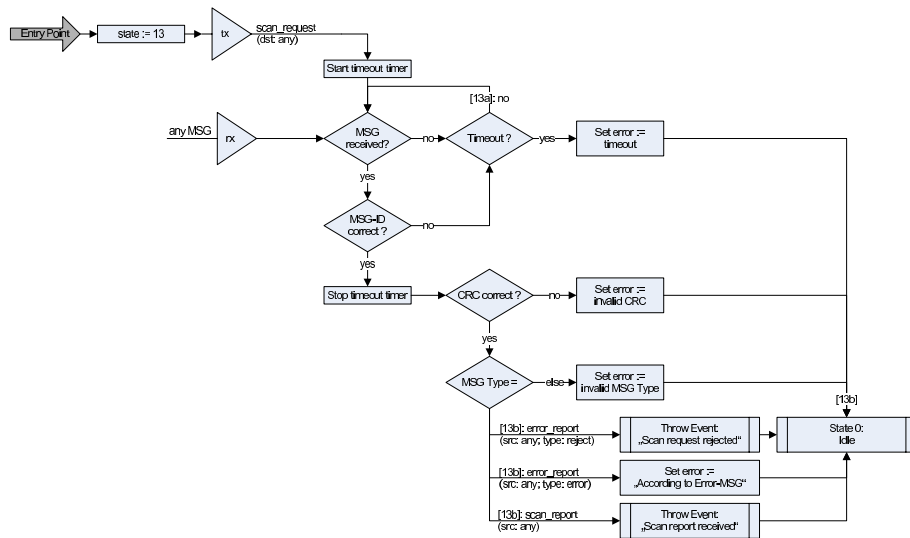 Entry Point
state := 13
tx
scan_request
(dst: any)
Start timeout timer
[13a]: no
any MSG
rx
MSG
received?
no
Timeout ?
yes
Set error :=
timeout
yes
MSG-ID
correct ?
no
yes
Stop timeout timer
CRC correct ?
no
Set error :=
invalid CRC
yes
MSG Type =
else
Set error :=
invalid MSG Type
[13b]
[13b]: error_report
(src: any; type: reject)
Throw Event:
„Scan request rejected“
State 0:
Idle
[13b]: error_report
(src: any; type: error)
Set error :=
„According to Error-MSG“
[13b]: scan_report
(src: any)
Throw Event:
„Scan report received“